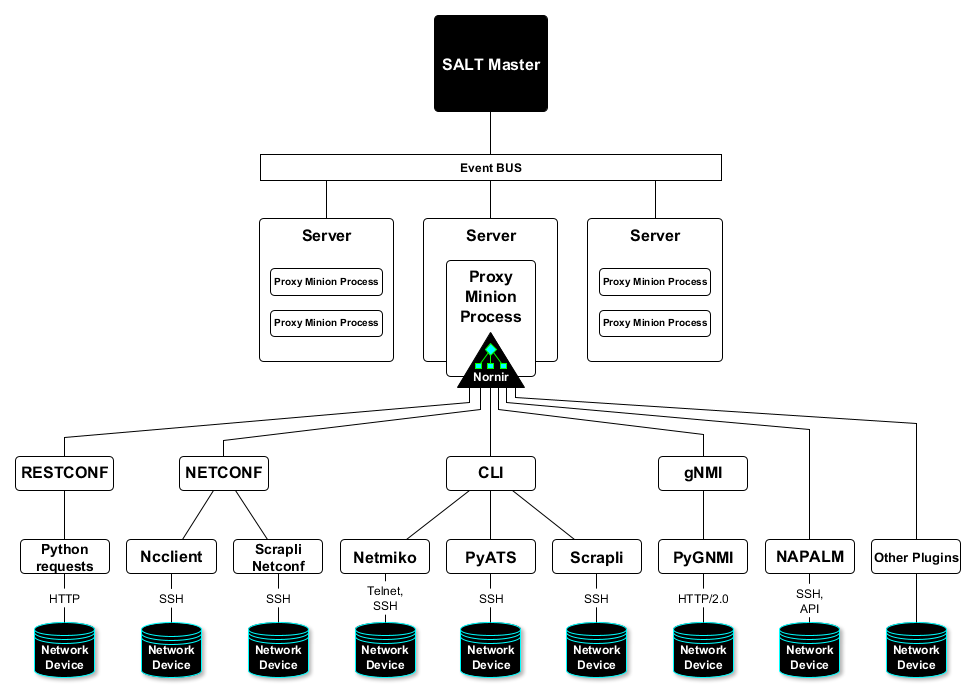 SALT Master
Event BUS
Server
Server
Server
Proxy Minion Process
Proxy Minion Process
Proxy
Minion
Process
Proxy Minion Process
Proxy Minion Process
Nornir
RESTCONF
NETCONF
CLI
gNMI
Python
requests
Ncclient
Scrapli
Netconf
Netmiko
PyATS
Scrapli
PyGNMI
NAPALM
Other Plugins
HTTP
SSH
SSH
Telnet,
SSH
SSH
SSH
HTTP/2.0
SSH,
API
Network
Device
Network
Device
Network
Device
Network
Device
Network
Device
Network
Device
Network
Device
Network
Device
Network
Device